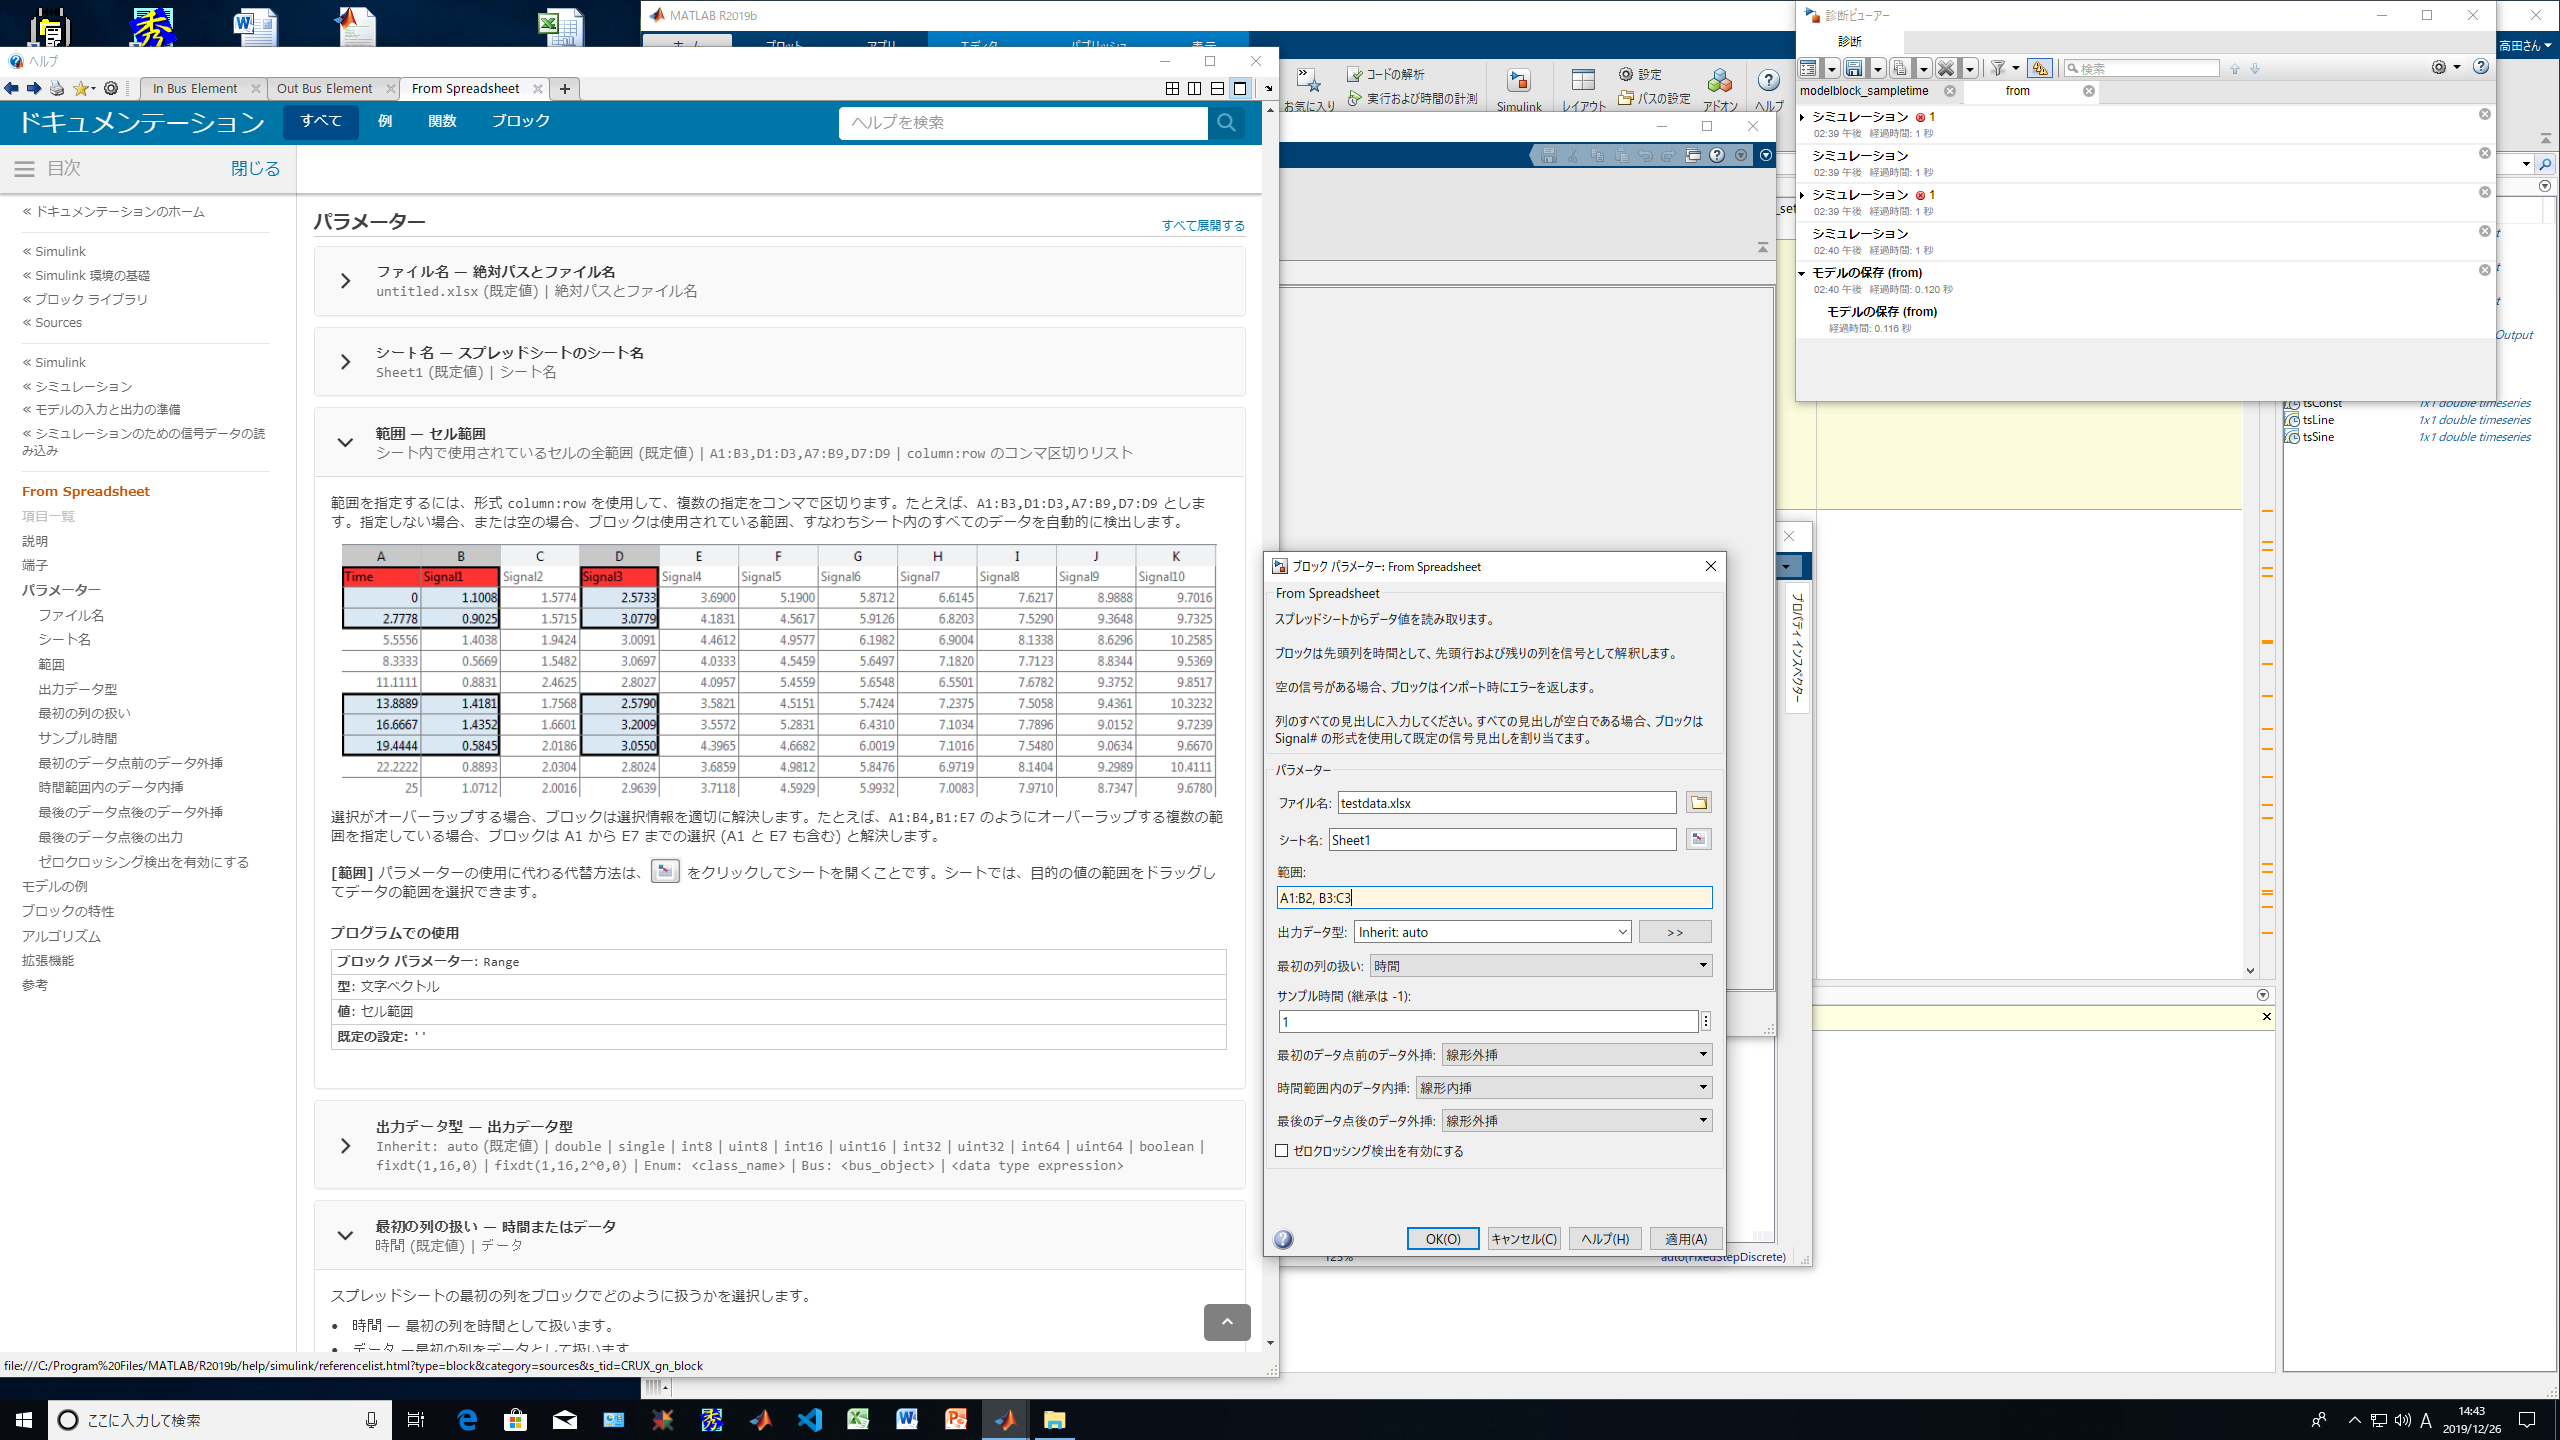 ヘルプ
In Bus Element
Out Bus Element
From Spreadsheet
ドキュメンテーション
すべて
例
関数
ブロック
ヘルプを検索
目次
閉じる
« ドキュメンテーションのホーム
« Simulink
« Simulink 環境の基礎
« ブロック ライブラリ
« Sources
« Simulink
« シミュレーション
« モデルの入力と出力の準備
« シミュレーションのための信号データの読み込み
From Spreadsheet
項目一覧
説明
端子
パラメーター
ファイル名
シート名
範囲
出力データ型
最初の列の扱い
サンプル時間
最初のデータ点前のデータ外挿
時間範囲内のデータ内挿
最後のデータ点後のデータ外挿
最後のデータ点後の出力
ゼロクロッシング検出を有効にする
モデルの例
ブロックの特性
アルゴリズム
拡張機能
参考
パラメーター
すべて展開する
ファイル名 — 絶対パスとファイル名
untitled.xlsx (既定値) | 絶対パスとファイル名
シート名 — スプレッドシートのシート名
Sheet1 (既定値) | シート名
範囲 — セル範囲
シート内で使用されているセルの全範囲 (既定値) | A1:B3,D1:D3,A7:B9,D7:D9 | column:row のコンマ区切りリスト
範囲を指定するには、形式 column:row を使用して、複数の指定をコンマで区切ります。たとえば、A1:B3,D1:D3,A7:B9,D7:D9 としま
す。指定しない場合、または空の場合、ブロックは使用されている範囲、すなわちシート内のすべてのデータを自動的に検出します。
A B C D E F G H I J K
Time Signal1 Signal2 Signal3 Signal4 Signal5 Signal6 Signal7 Signal8 Signal9 Signal10
0 1.1008 1.5774 2.5733 3.6900 5.1900 5.8712 6.6145 7.6217 8.9888 9.7016
2.7778 0.9025 1.5715 3.0779 4.1831 4.5617 5.9126 6.8203 7.5290 9.3648 9.7325
5.5556 1.4038 1.9424 3.0091 4.4612 4.9577 6.1982 6.9004 8.1338 8.6296 10.2585
8.3333 0.5669 1.5482 3.0697 4.0333 4.5459 5.6497 7.1820 7.7123 8.8344 9.5369
11.1111 0.8831 2.4625 2.8027 4.0957 5.4559 5.6548 6.5501 7.6782 9.3752 9.8517
13.8889 1.4181 1.7568 2.5790 3.5821 4.5151 5.7424 7.2375 7.5058 9.4361 10.3232
16.6667 1.4352 1.6601 3.2009 3.5572 5.2831 6.4310 7.1034 7.7896 9.0152 9.7239
19.4444 0.5845 2.0186 3.0550 4.3965 4.6682 6.0019 7.1016 7.5480 9.0634 9.6670
22.2222 0.8893 2.0304 2.8024 3.6859 4.9812 5.8476 6.9719 8.1404 9.2989 10.4111
25 1.0712 2.0016 2.9639 3.7118 4.5929 5.9932 7.0083 7.9710 8.7347 9.6780
選択がオーバーラップする場合、ブロックは選択情報を適切に解決します。たとえば、A1:B4,B1:E7 のようにオーバーラップする複数の範
囲を指定している場合、ブロックは A1 から E7 までの選択 (A1 と E7 も含む) と解決します。
[範囲] パラメーターの使用に代わる代替方法は、 をクリックしてシートを開くことです。シートでは、目的の値の範囲をドラッグし
てデータの範囲を選択できます。
プログラムでの使用
ブロック パラメーター: Range
型: 文字ベクトル
値: セル範囲
既定の設定: ''
出力データ型 — 出力データ型
Inherit: auto (既定値) | double | single | int8 | uint8 | int16 | uint16 | int32 | uint32 | int64 | uint64 | boolean |
fixdt(1,16,0) | fixdt(1,16,2^0,0) | Enum: <class_name> | Bus: <bus_object> | <data type expression>
最初の列の扱い — 時間またはデータ
時間 (既定値) | データ
スプレッドシートの最初の列をブロックでどのように扱うかを選択します。
• 時間 — 最初の列を時間として扱います。
• データ —最初の列をデータとして扱います
file:///C:/Program%20Files/MATLAB/R2019b/help/simulink/referencelist.html?type=block&category=sources&s_tid=CRUX_gn_block
MATLAB R2019b
ホーム
プロット
アプリ
エディター
パブリッシュ
表示
高田さん
お気に入り
コードの解析
実行および時間の計測
Simulink
レイアウト
設定
パスの設定
アドオン
ヘルプ
診断ビューアー
診断
検索
modelblock_sampletime
from
シミュレーション 1
02:39 午後 経過時間: 1 秒
シミュレーション
02:39 午後 経過時間: 1 秒
シミュレーション 1
02:39 午後 経過時間: 1 秒
シミュレーション
02:40 午後 経過時間: 1 秒
モデルの保存 (from)
02:40 午後 経過時間: 0.120 秒
モデルの保存 (from)
経過時間: 0.116 秒
_set
Output
tsConst 1x1 double timeseries
tsLine 1x1 double timeseries
tsSine 1x1 double timeseries
プロパティ インスペクター
ブロック パラメーター: From Spreadsheet
From Spreadsheet
スプレッドシートからデータ値を読み取ります。
ブロックは先頭列を時間として、先頭行および残りの列を信号として解釈します。
空の信号がある場合、ブロックはインポート時にエラーを返します。
列のすべての見出しに入力してください。すべての見出しが空白である場合、ブロックは
Signal# の形式を使用して既定の信号見出しを割り当てます。
パラメーター
ファイル名: testdata.xlsx
シート名: Sheet1
範囲:
A1:B2, B3:C3
出力データ型: Inherit: auto >>
最初の列の扱い: 時間
サンプル時間 (継承は -1):
1
最初のデータ点前のデータ外挿: 線形外挿
時間範囲内のデータ内挿: 線形内挿
最後のデータ点後のデータ外挿: 線形外挿
ゼロクロッシング検出を有効にする
OK(O)
キャンセル(C)
ヘルプ(H)
適用(A)
125%
auto(FixedStepDiscrete)
ここに入力して検索
A
14:43
2019/12/26